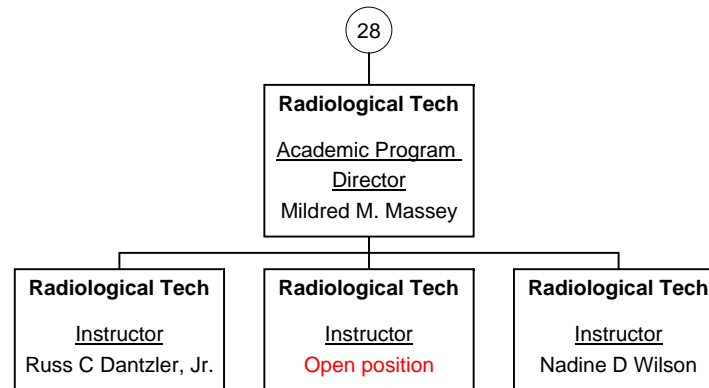 28
Radiological Tech
Academic Program
Director
Mildred M. Massey
Radiological Tech
Instructor
Russ C Dantzler, Jr.
Radiological Tech
Instructor
Open position
Radiological Tech
Instructor
Nadine D Wilson